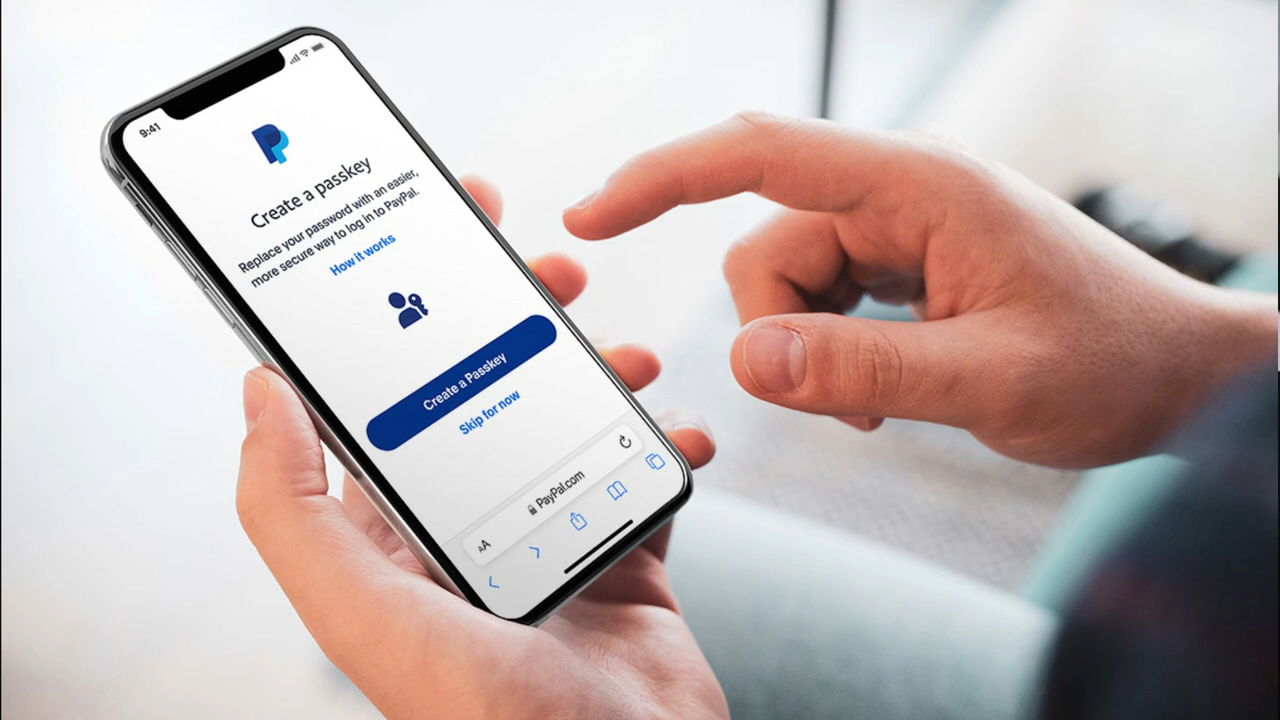 9:41
Create a passkey
Replace your password with an easier,
more secure way to log in to PayPal.
How it works
Create a Passkey
Skip for now
AA
PayPal.com